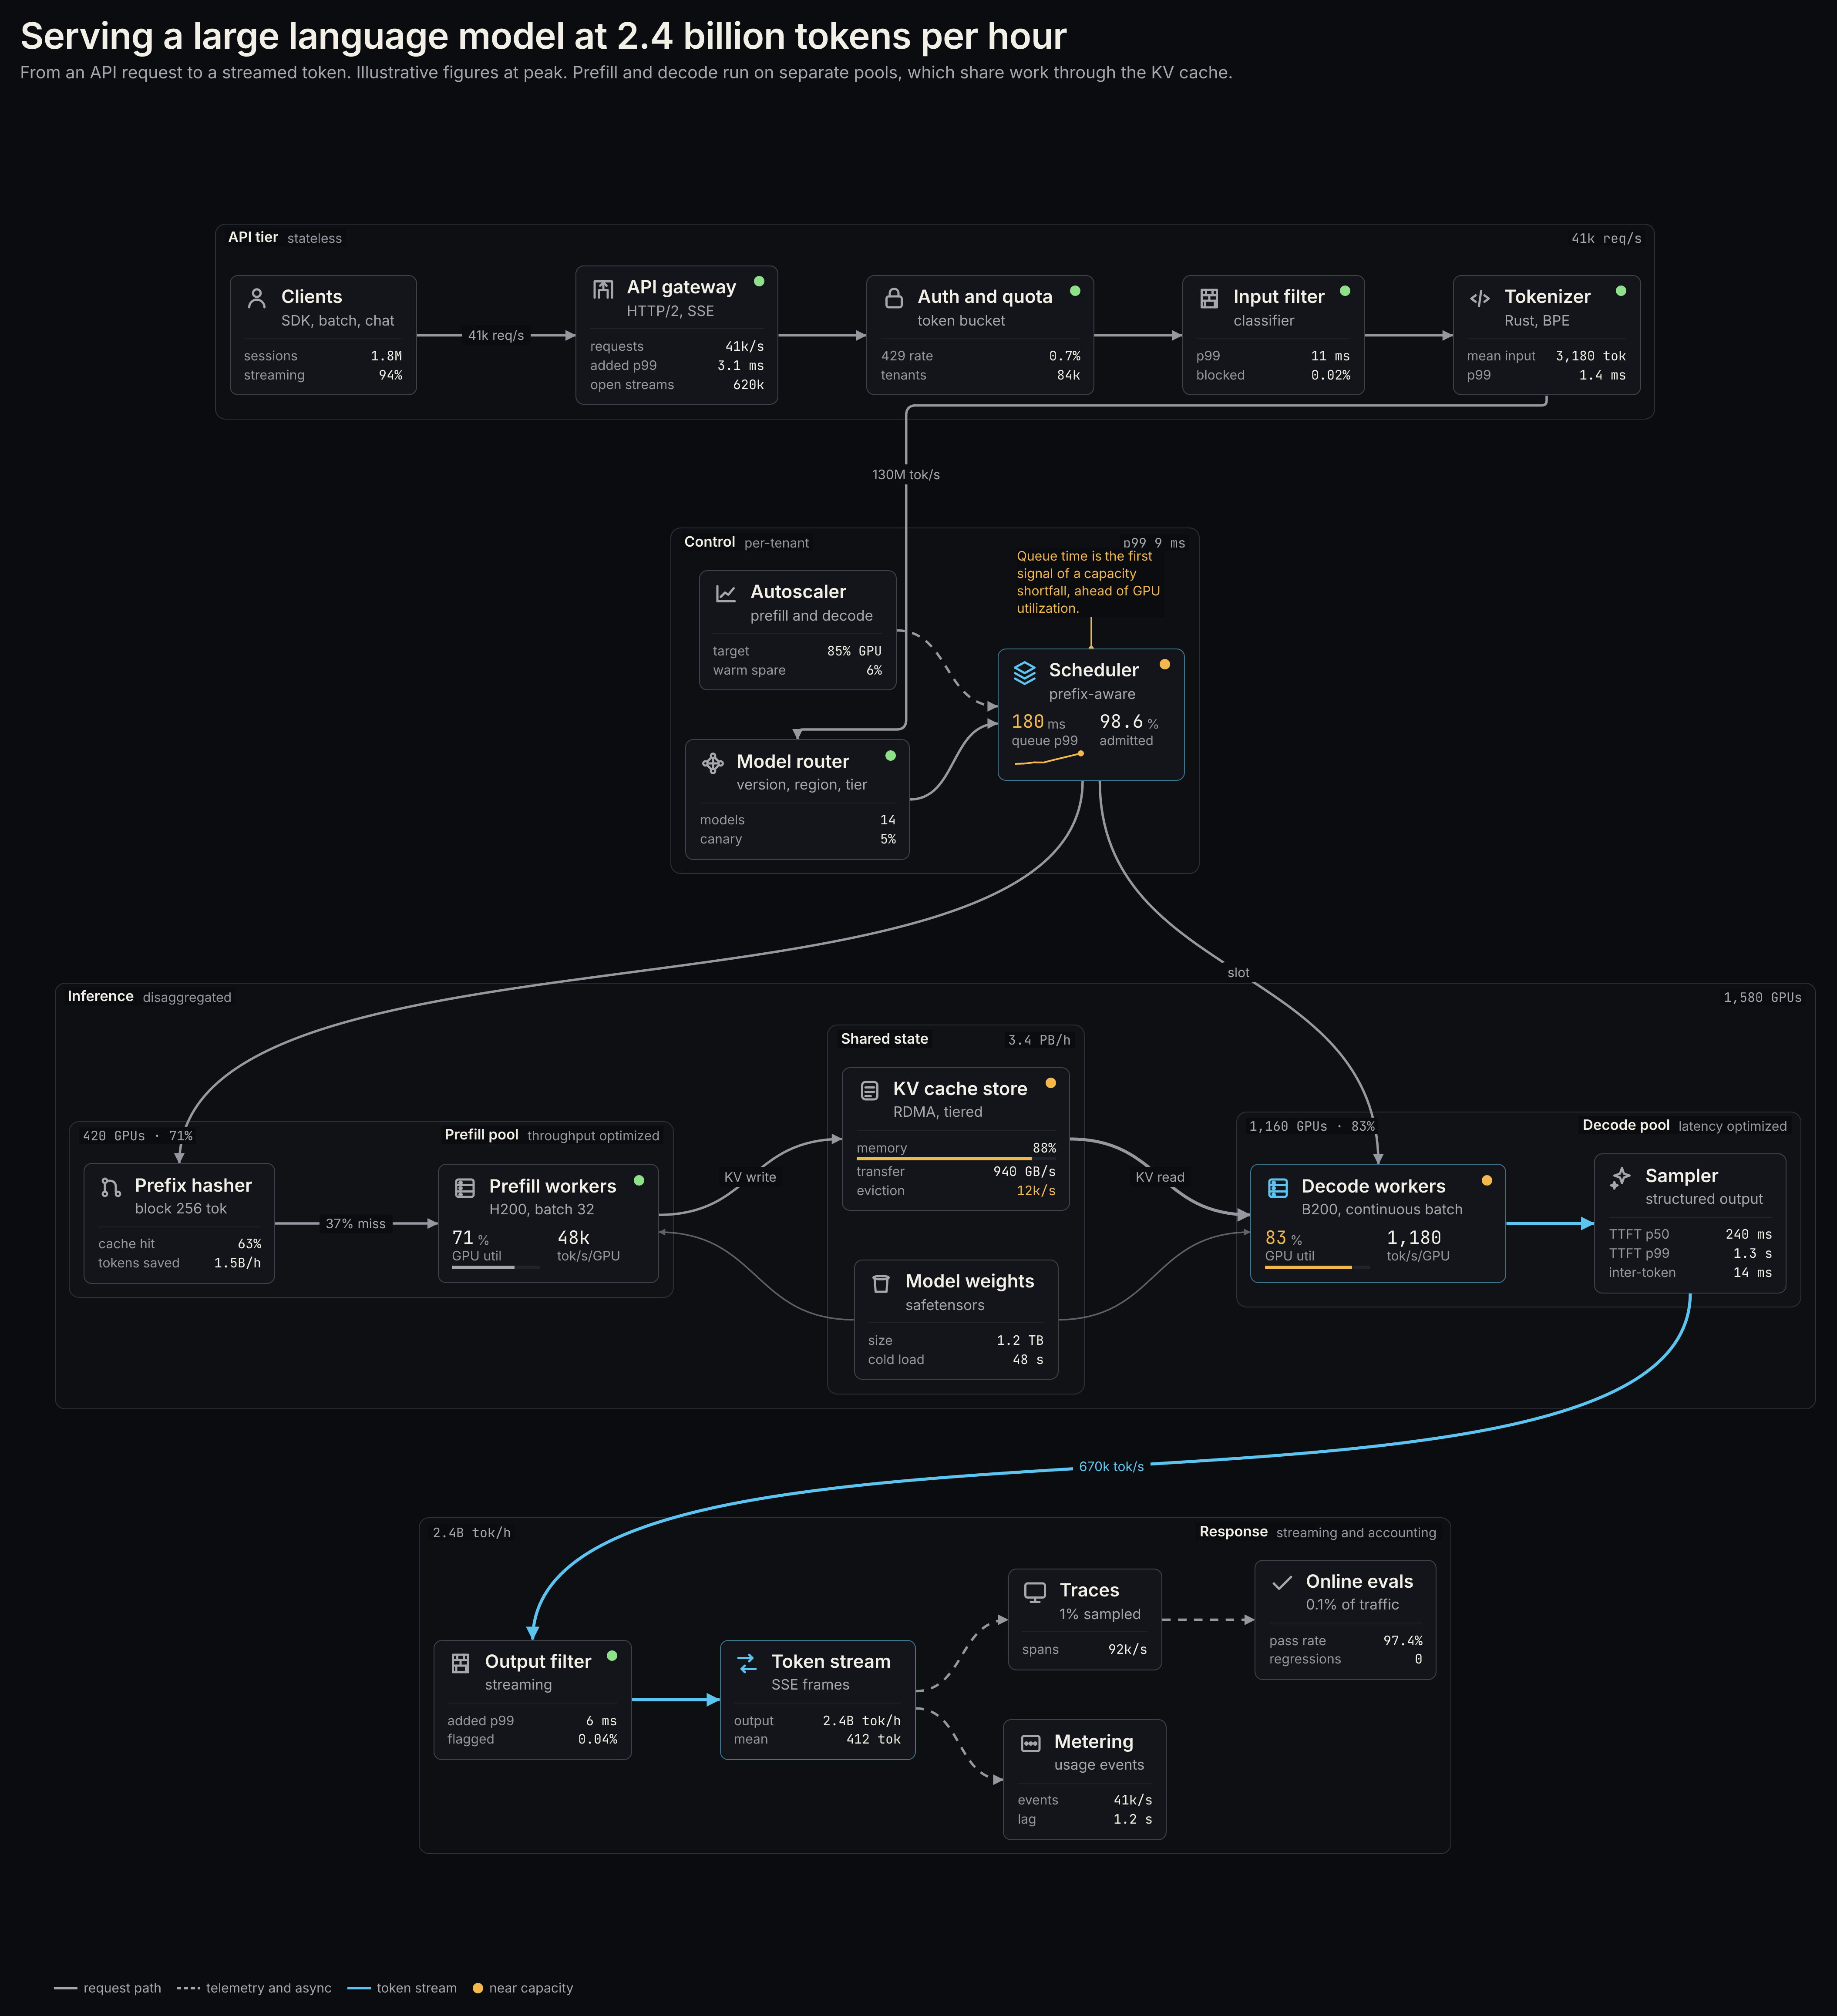 Serving a large language model at 2.4 billion tokens per hour
From an API request to a streamed token. Illustrative figures at peak. Prefill and decode run on separate pools, which share work through the KV cache.
API tier stateless
41k req/s
Clients
SDK, batch, chat
sessions 1.8M
streaming 94%
41k req/s
API gateway
HTTP/2, SSE
requests 41k/s
added p99 3.1 ms
open streams 620k
Auth and quota
token bucket
429 rate 0.7%
tenants 84k
Input filter
classifier
p99 11 ms
blocked 0.02%
Tokenizer
Rust, BPE
mean input 3,180 tok
p99 1.4 ms
130M tok/s
Control per-tenant
p99 9 ms
Queue time is the first
signal of a capacity
shortfall, ahead of GPU
utilization.
Autoscaler
prefill and decode
target 85% GPU
warm spare 6%
Scheduler
prefix-aware
180 ms 98.6 %
queue p99 admitted
Model router
version, region, tier
models 14
canary 5%
slot
Inference disaggregated
1,580 GPUs
420 GPUs · 71%
Prefill pool throughput optimized
Prefix hasher
block 256 tok
cache hit 63%
tokens saved 1.5B/h
37% miss
Prefill workers
H200, batch 32
71 % 48k
GPU util tok/s/GPU
KV write
Shared state 3.4 PB/h
KV cache store
RDMA, tiered
memory 88%
transfer 940 GB/s
eviction 12k/s
Model weights
safetensors
size 1.2 TB
cold load 48 s
KV read
1,160 GPUs · 83%
Decode pool latency optimized
Decode workers
B200, continuous batch
83 % 1,180
GPU util tok/s/GPU
Sampler
structured output
TTFT p50 240 ms
TTFT p99 1.3 s
inter-token 14 ms
670k tok/s
2.4B tok/h
Response streaming and accounting
Output filter
streaming
added p99 6 ms
flagged 0.04%
Token stream
SSE frames
output 2.4B tok/h
mean 412 tok
Traces
1% sampled
spans 92k/s
Online evals
0.1% of traffic
pass rate 97.4%
regressions 0
Metering
usage events
events 41k/s
lag 1.2 s
request path telemetry and async token stream near capacity